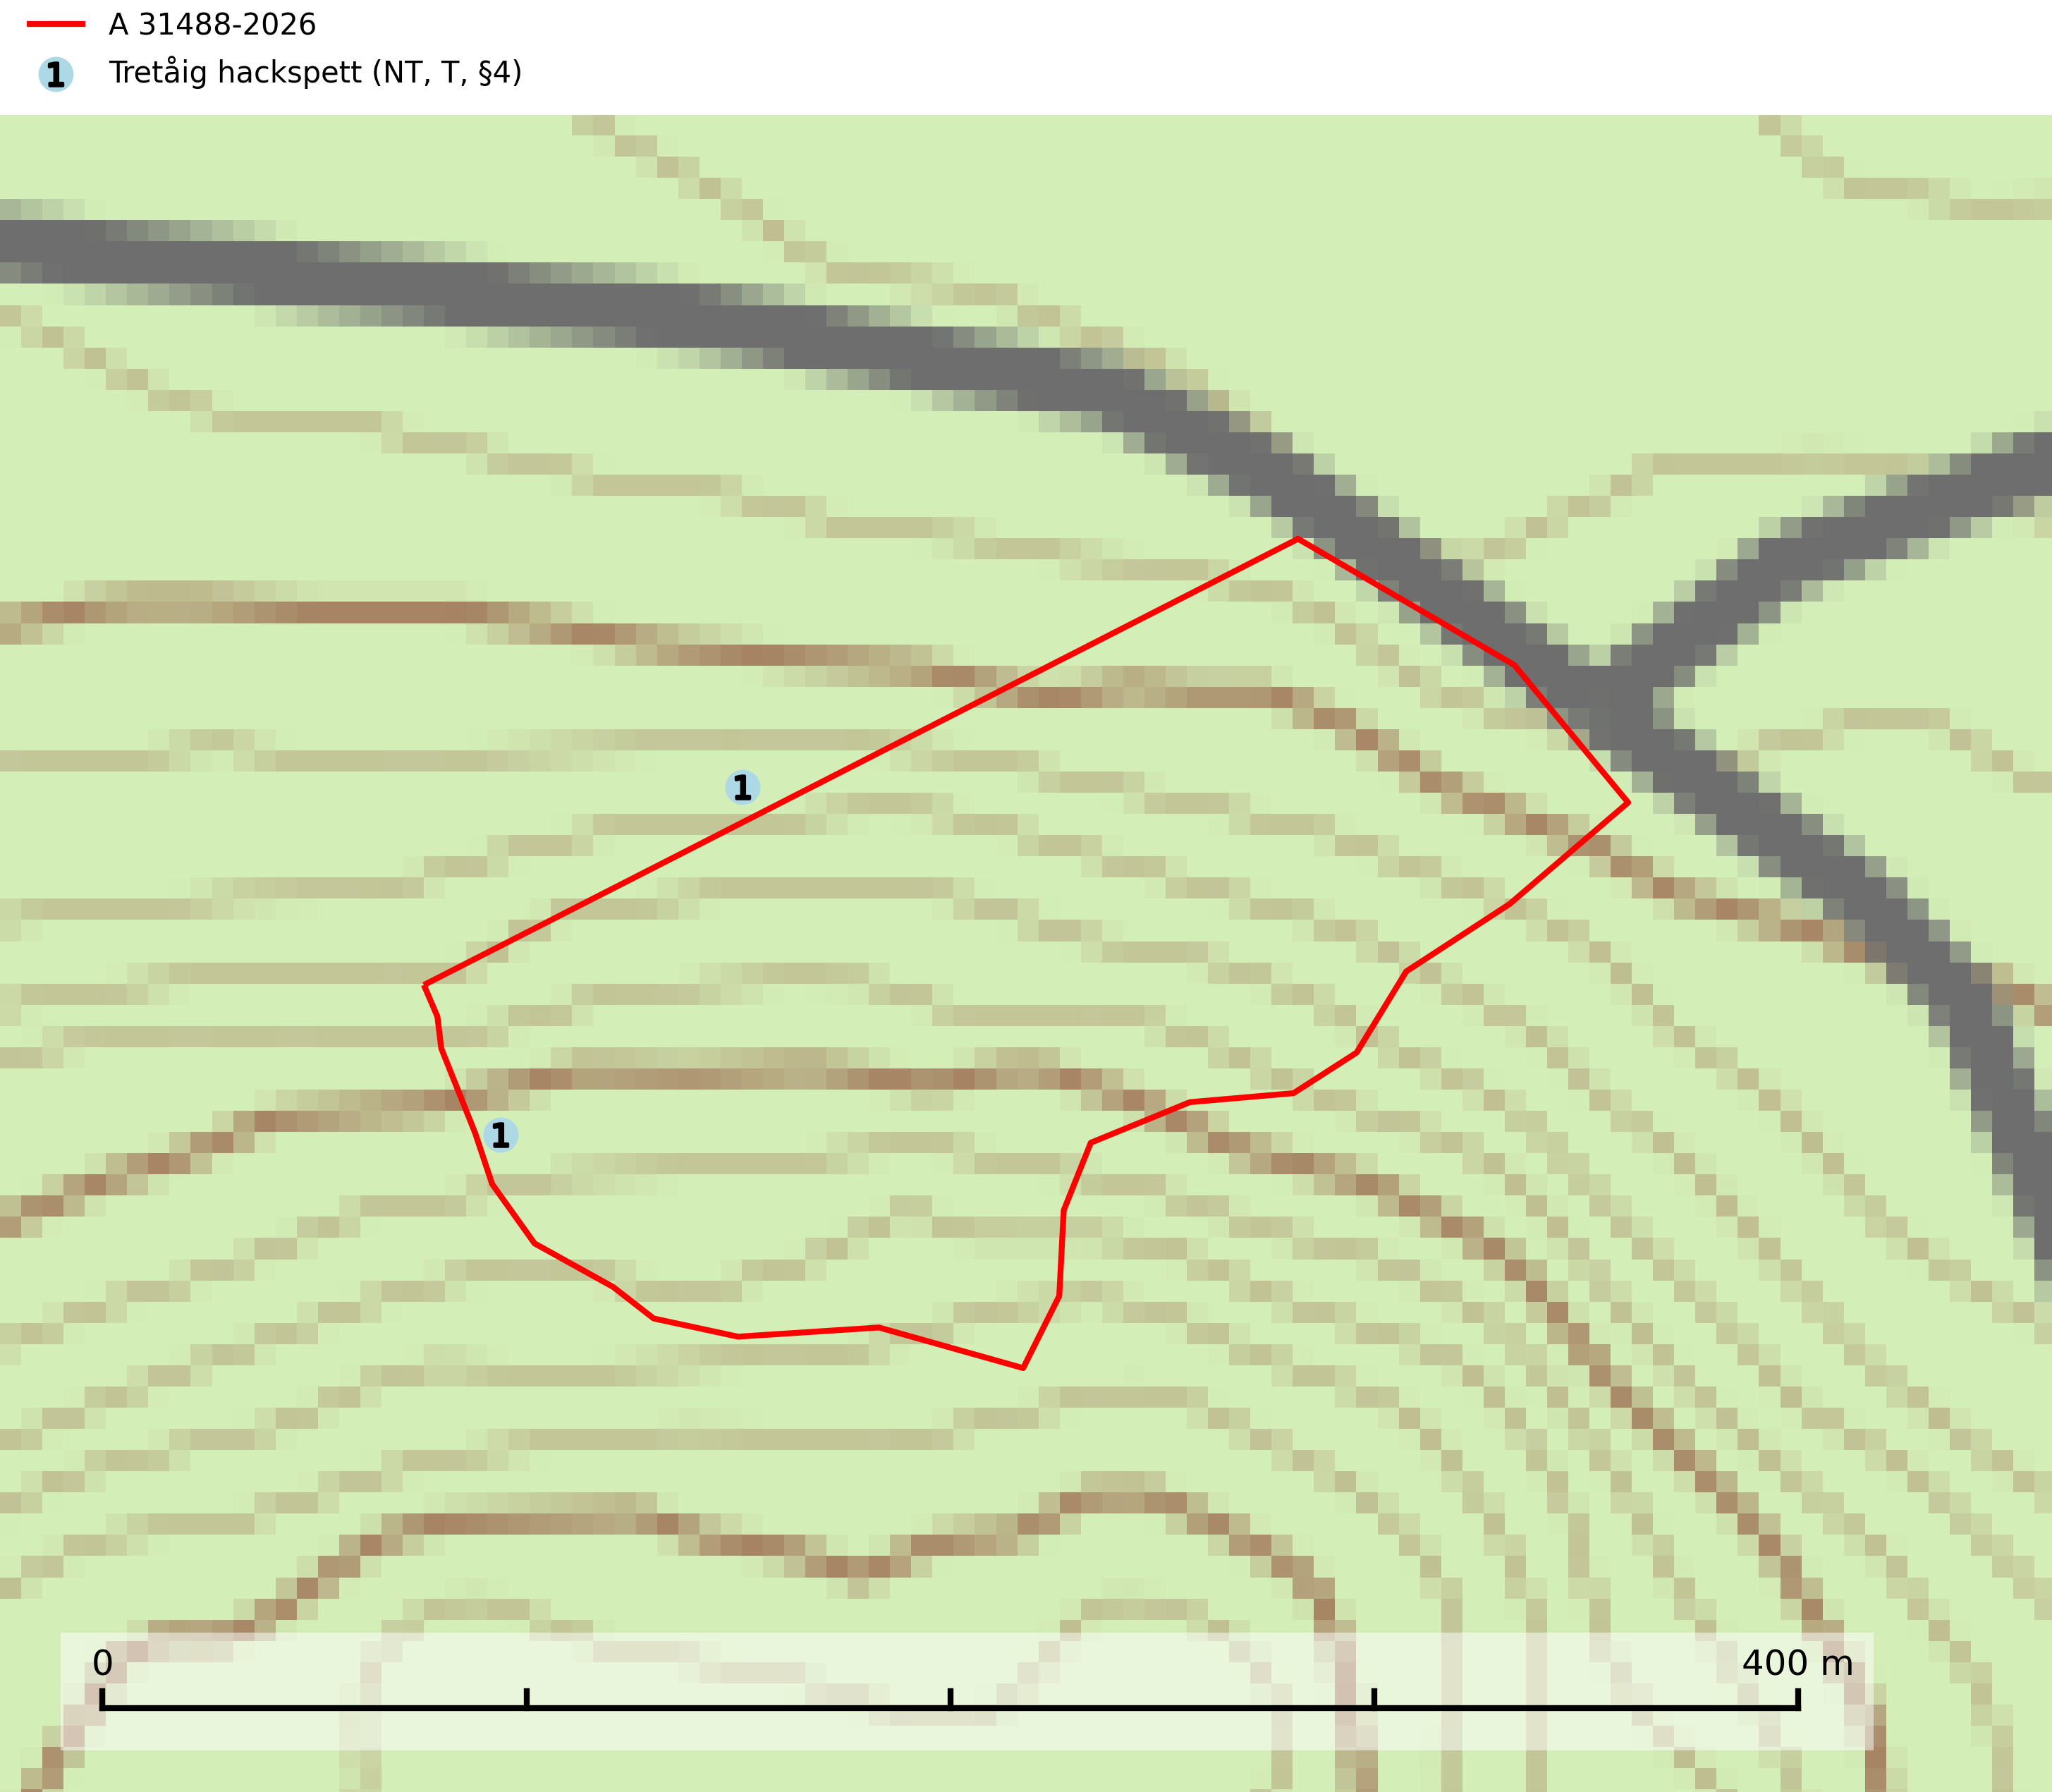 A 31488-2026
1 Tretåig hackspett (NT, T, §4)
1
1
0 400 m